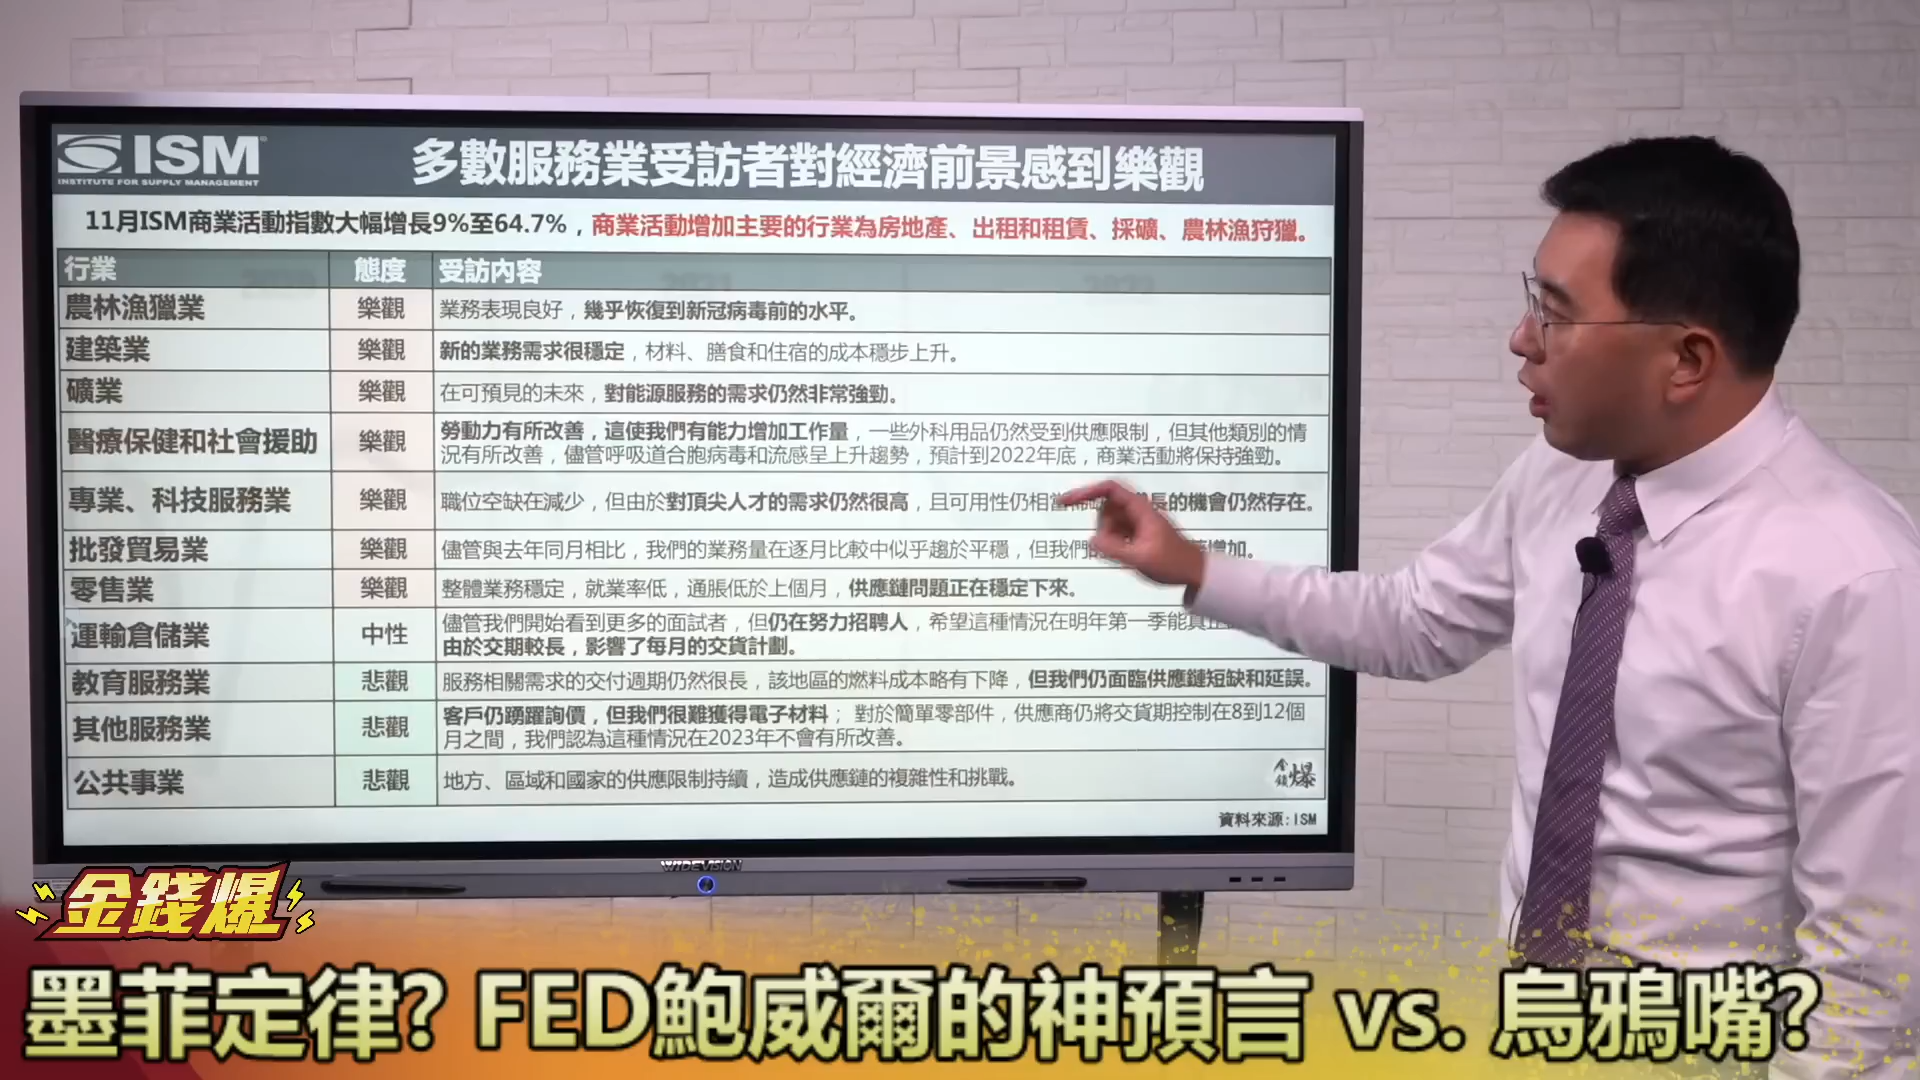 ISM
INSTITUTE FOR SUPPLY MANAGEMENT
多數服務業受訪者對經濟前景感到樂觀
11月ISM商業活動指數大幅增長9%至64.7%，商業活動增加主要的行業為房地產、出租和租賃、採礦、農林漁狩獵。
行業 態度 受訪內容
農林漁獵業 樂觀 業務表現良好，幾乎恢復到新冠病毒前的水平。
建築業 樂觀 新的業務需求很穩定，材料、膳食和住宿的成本穩步上升。
礦業 樂觀 在可預見的未來，對能源服務的需求仍然非常強勁。
醫療保健和社會援助 樂觀 勞動力有所改善，這使我們有能力增加工作量，一些外科用品仍然受到供應限制，但其他類別的情
況有所改善，儘管呼吸道合胞病毒和流感呈上升趨勢，預計到2022年底，商業活動將保持強勁。
專業、科技服務業 樂觀 職位空缺在減少，但由於對頂尖人才的需求仍然很高，且可用性仍相當 長的機會仍然存在。
批發貿易業 樂觀 儘管與去年同月相比，我們的業務量在逐月比較中似乎趨於平穩，但我們的 增加。
零售業 樂觀 整體業務穩定，就業率低，通脹低於上個月，供應鏈問題正在穩定下來。
運輸倉儲業 中性 儘管我們開始看到更多的面試者，但仍在努力招聘人，希望這種情況在明年第一季能真正
由於交期較長，影響了每月的交貨計劃。
教育服務業 悲觀 服務相關需求的交付週期仍然很長，該地區的燃料成本略有下降，但我們仍面臨供應鏈短缺和延誤。
其他服務業 悲觀 客戶仍踴躍詢價，但我們很難獲得電子材料； 對於簡單零部件，供應商仍將交貨期控制在8到12個
月之間，我們認為這種情況在2023年不會有所改善。
公共事業 悲觀 地方、區域和國家的供應限制持續，造成供應鏈的複雜性和挑戰。
金錢爆
資料來源:ISM
WIDEVISION
金錢爆
墨菲定律? FED鮑威爾的神預言 vs. 烏鴉嘴?